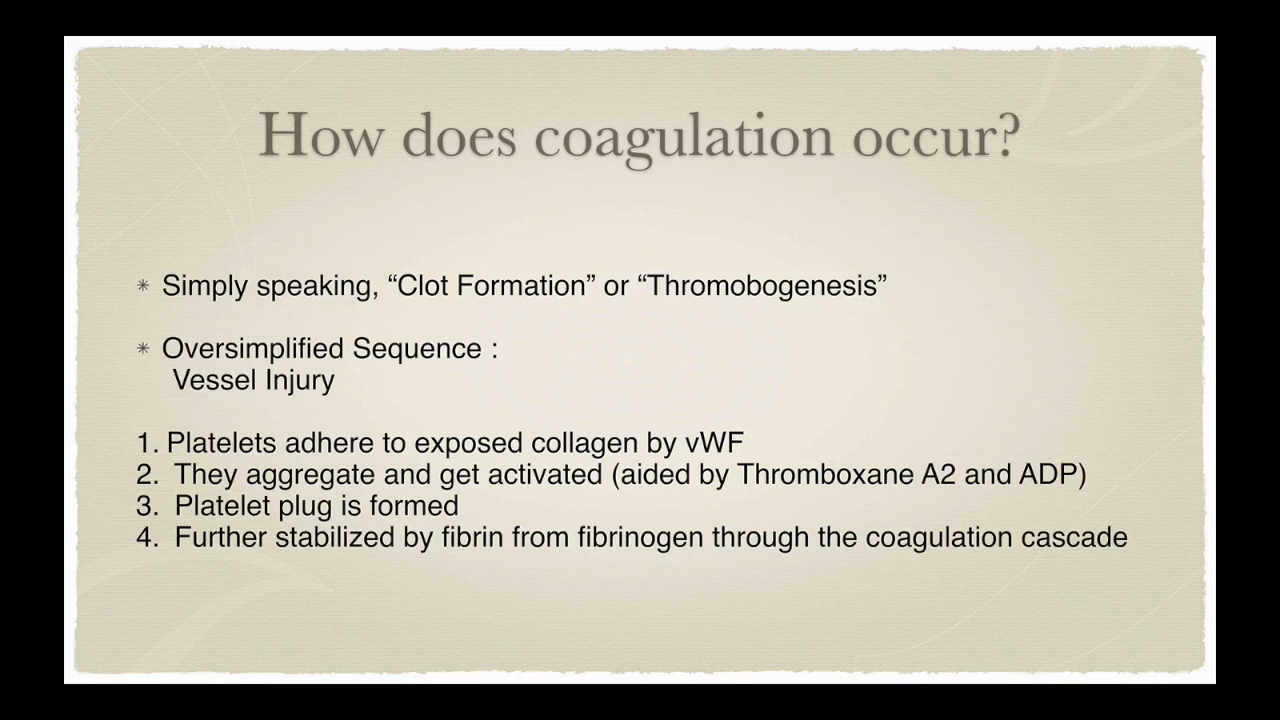 How does coagulation occur?
✳ Simply speaking, “Clot Formation” or “Thromobogenesis”
✳ Oversimplified Sequence :
Vessel Injury
1. Platelets adhere to exposed collagen by vWF
2. They aggregate and get activated (aided by Thromboxane A2 and ADP)
3. Platelet plug is formed
4. Further stabilized by fibrin from fibrinogen through the coagulation cascade